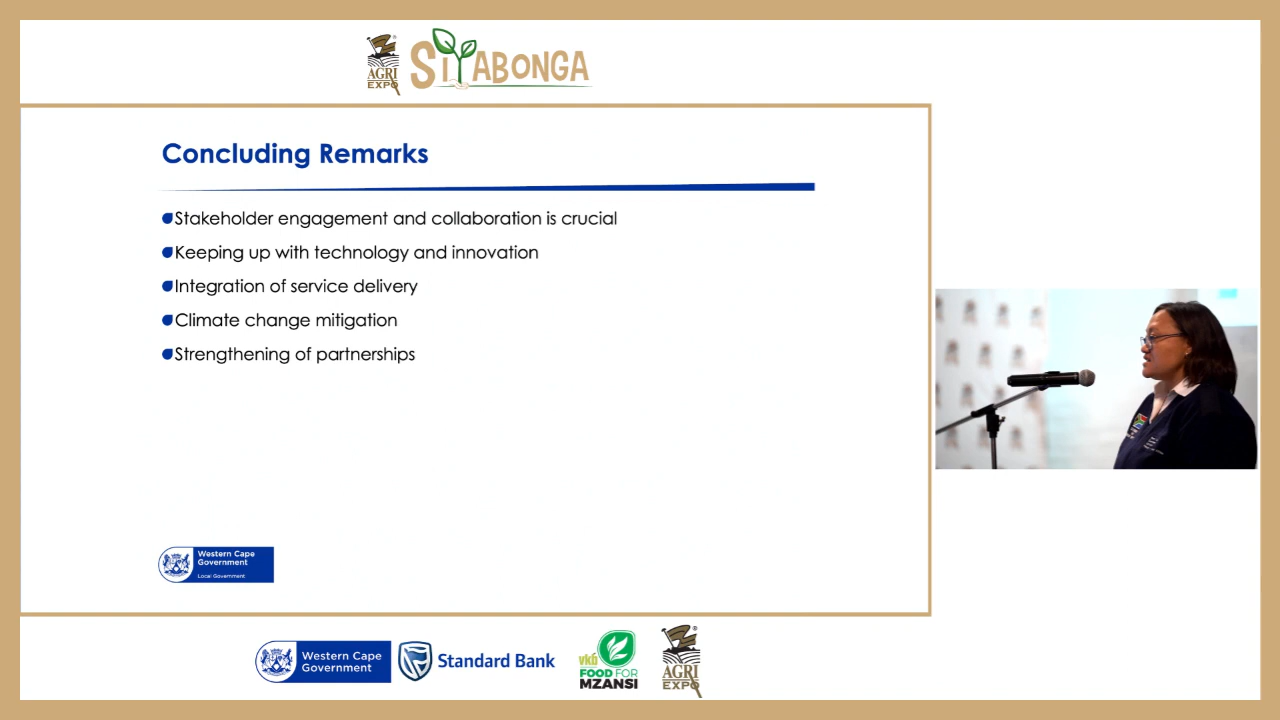 AGRI
EXPO
SIYABONGA
Concluding Remarks
Stakeholder engagement and collaboration is crucial
Keeping up with technology and innovation
Integration of service delivery
Climate change mitigation
Strengthening of partnerships
Western Cape
Government
Local Government
Western Cape
Government
Standard Bank
vkb
FOOD FOR
MZANSI
AGRI
EXPO